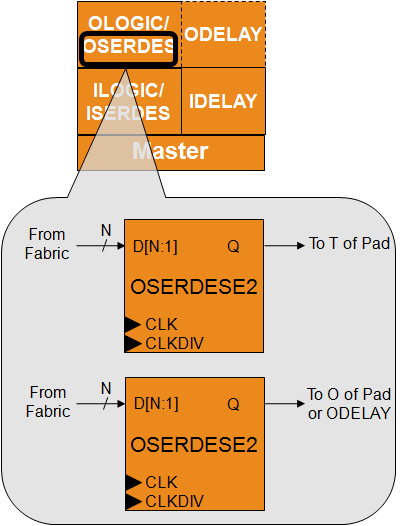 OLOGIC/
OSERDES
ODELAY
ILOGIC/
ISERDES
IDELAY
Master
From
Fabric
N
D[N:1]
Q
To T of Pad
OSERDESE2
CLK
CLKDIV
From
Fabric
N
D[N:1]
Q
To O of Pad
or ODELAY
OSERDESE2
CLK
CLKDIV